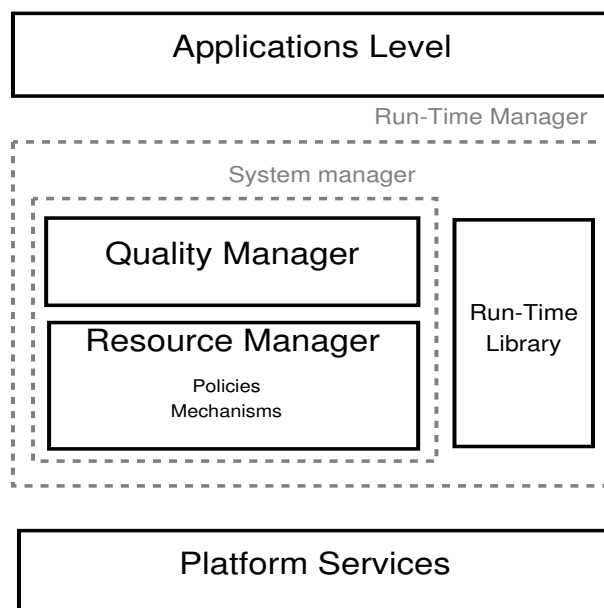 Applications Level
Run-Time Manager
System manager
Quality Manager
Resource Manager
Policies
Mechanisms
Run-Time
Library
Platform Services